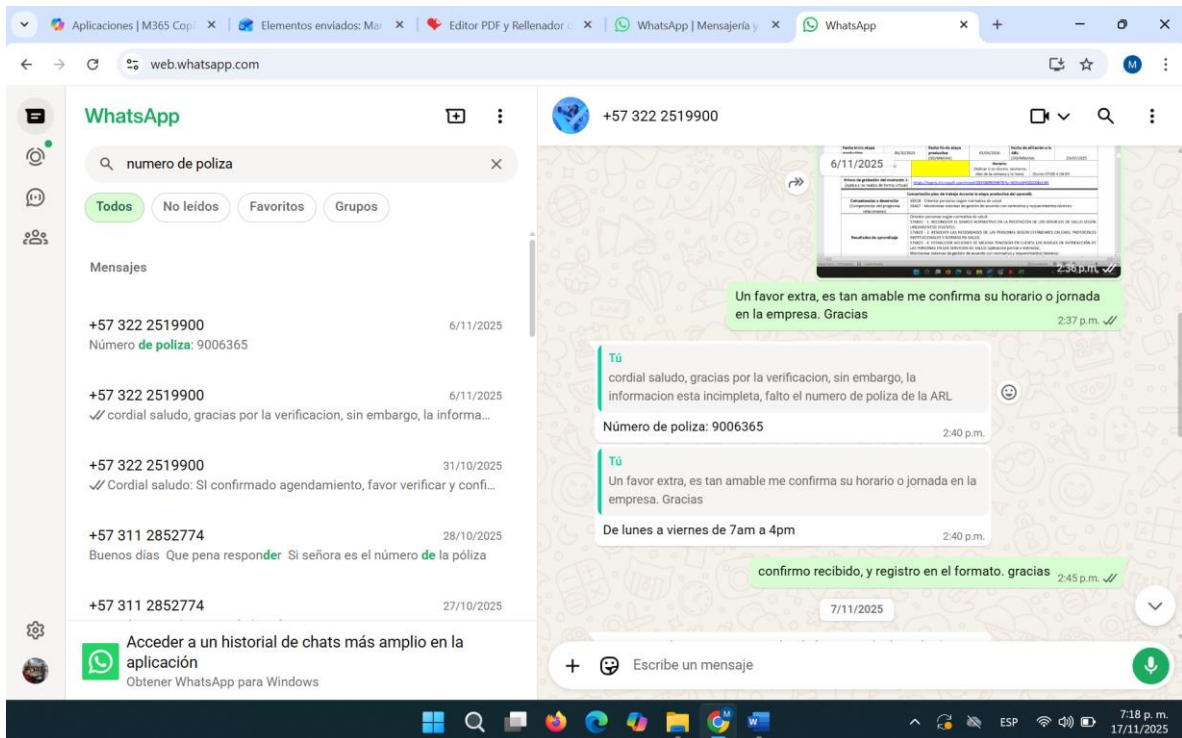 Aplicaciones | M365 Cop
Elementos enviados: Ma
Editor PDF y Rellenador
WhatsApp | Mensajería y
WhatsApp
web.whatsapp.com
M
WhatsApp
numero de poliza
Todos
No leídos
Favoritos
Grupos
Mensajes
+57 322 2519900
6/11/2025
Número de poliza: 9006365
+57 322 2519900
6/11/2025
cordial saludo, gracias por la verificacion, sin embargo, la informa...
+57 322 2519900
31/10/2025
Cordial saludo: SI confirmado agendamiento, favor verificar y confi...
+57 311 2852774
28/10/2025
Buenos días Que pena responder Si señora es el número de la póliza
+57 311 2852774
27/10/2025
Acceder a un historial de chats más amplio en la
aplicación
Obtener WhatsApp para Windows
+57 322 2519900
6/11/2025
2:36 p.m.
Un favor extra, es tan amable me confirma su horario o jornada
en la empresa. Gracias
2:37 p.m.
Tú
cordial saludo, gracias por la verificacion, sin embargo, la
informacion esta incimpleta, falto el numero de poliza de la ARL
Número de poliza: 9006365
2:40 p.m.
Tú
Un favor extra, es tan amable me confirma su horario o jornada en la
empresa. Gracias
De lunes a viernes de 7am a 4pm
2:40 p.m.
confirmo recibido, y registro en el formato. gracias
2:45 p.m.
7/11/2025
Escribe un mensaje
ESP
7:18 p. m.
17/11/2025